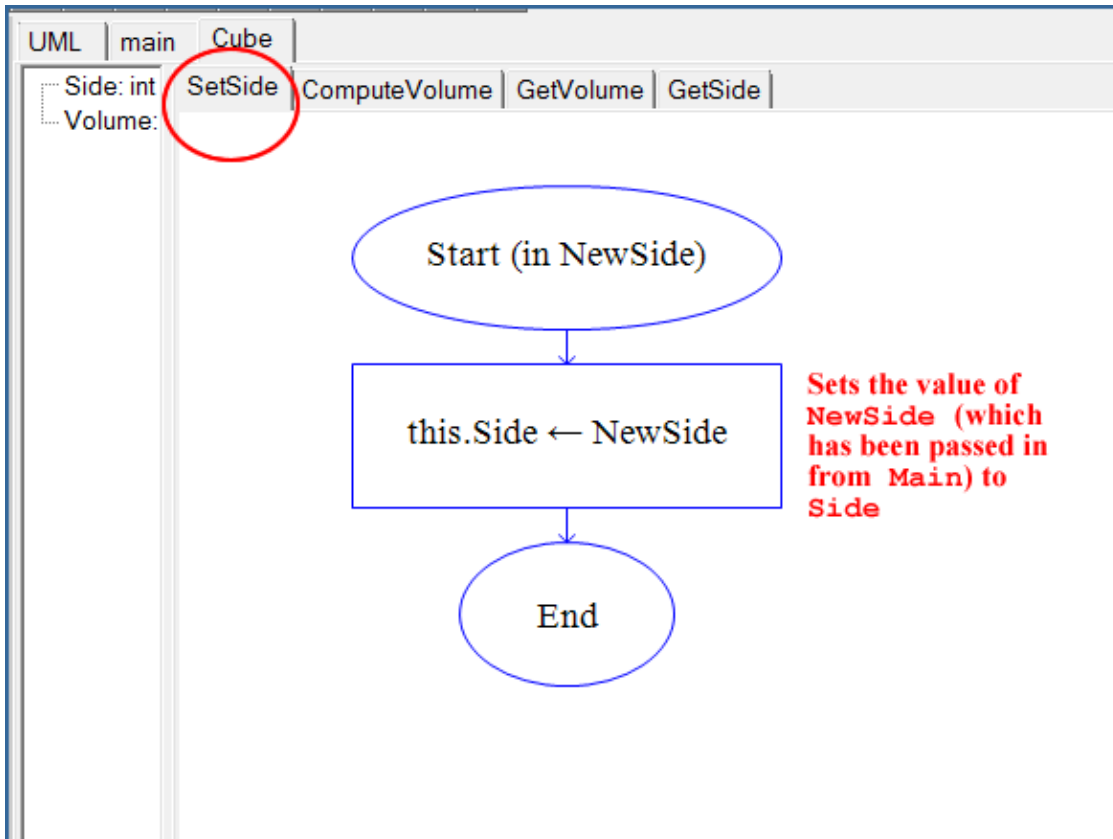 UML main Cube
Side: int
Volume:
SetSide ComputeVolume GetVolume GetSide
Start (in NewSide)
this.Side ← NewSide
Sets the value of
NewSide (which
has been passed in
from Main) to
Side
End